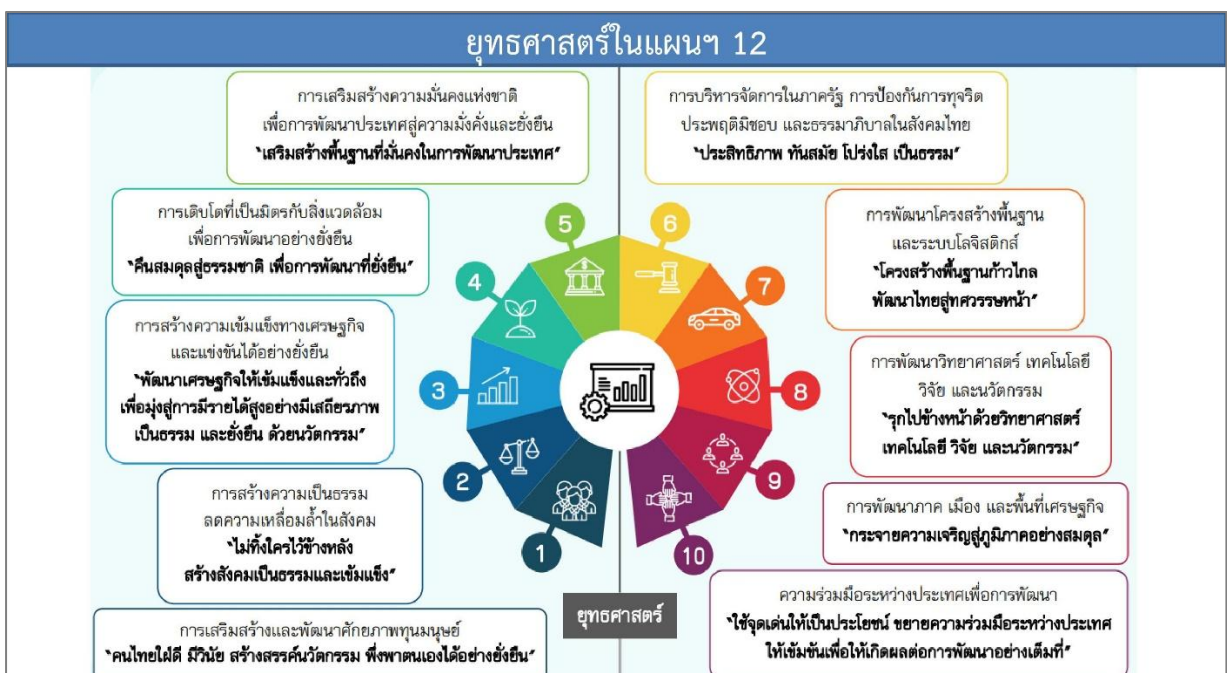 ยุทธศาสตร์ในแผนฯ 12
การเสริมสร้างความมั่นคงแห่งชาติ
เพื่อการพัฒนาประเทศสู่ความมั่งคั่งและยั่งยืน
“เสริมสร้างพื้นฐานที่มั่นคงในการพัฒนาประเทศ”
การเติบโตที่เป็นมิตรกับสิ่งแวดล้อม
เพื่อการพัฒนาอย่างยั่งยืน
“คืนสมดุลสู่ธรรมชาติ เพื่อการพัฒนาที่ยั่งยืน”
การสร้างความเข้มแข็งทางเศรษฐกิจ
และแข่งขันได้อย่างยั่งยืน
“พัฒนาเศรษฐกิจให้เข้มแข็งและทั่วถึง
เพื่อมุ่งสู่การมีรายได้สูงอย่างมีเสถียรภาพ
เป็นธรรม และยั่งยืน ด้วยนวัตกรรม”
การสร้างความเป็นธรรม
ลดความเหลื่อมล้ำในสังคม
“ไม่ทิ้งใครไว้ข้างหลัง
สร้างสังคมเป็นธรรมและเข้มแข็ง”
การเสริมสร้างและพัฒนาศักยภาพทุนมนุษย์
“คนไทยใฝ่ดี มีวินัย สร้างสรรค์นวัตกรรม พึ่งพาตนเองได้อย่างยั่งยืน”
5
4
3
2
1
6
7
8
9
10
ยุทธศาสตร์
การบริหารจัดการในภาครัฐ การป้องกันการทุจริต
ประพฤติมิชอบ และธรรมาภิบาลในสังคมไทย
“ประสิทธิภาพ ทันสมัย โปร่งใส เป็นธรรม”
การพัฒนาโครงสร้างพื้นฐาน
และระบบโลจิสติกส์
“โครงสร้างพื้นฐานก้าวไกล
พัฒนาไทยสู่ทศวรรษหน้า”
การพัฒนาวิทยาศาสตร์ เทคโนโลยี
วิจัย และนวัตกรรม
“รุกไปข้างหน้าด้วยวิทยาศาสตร์
เทคโนโลยี วิจัย และนวัตกรรม”
การพัฒนาภาค เมือง และพื้นที่เศรษฐกิจ
“กระจายความเจริญสู่ภูมิภาคอย่างสมดุล”
ความร่วมมือระหว่างประเทศเพื่อการพัฒนา
“ใช้จุดเด่นให้เป็นประโยชน์ ขยายความร่วมมือระหว่างประเทศ
ให้เข้มข้นเพื่อให้เกิดผลต่อการพัฒนาอย่างเต็มที่”